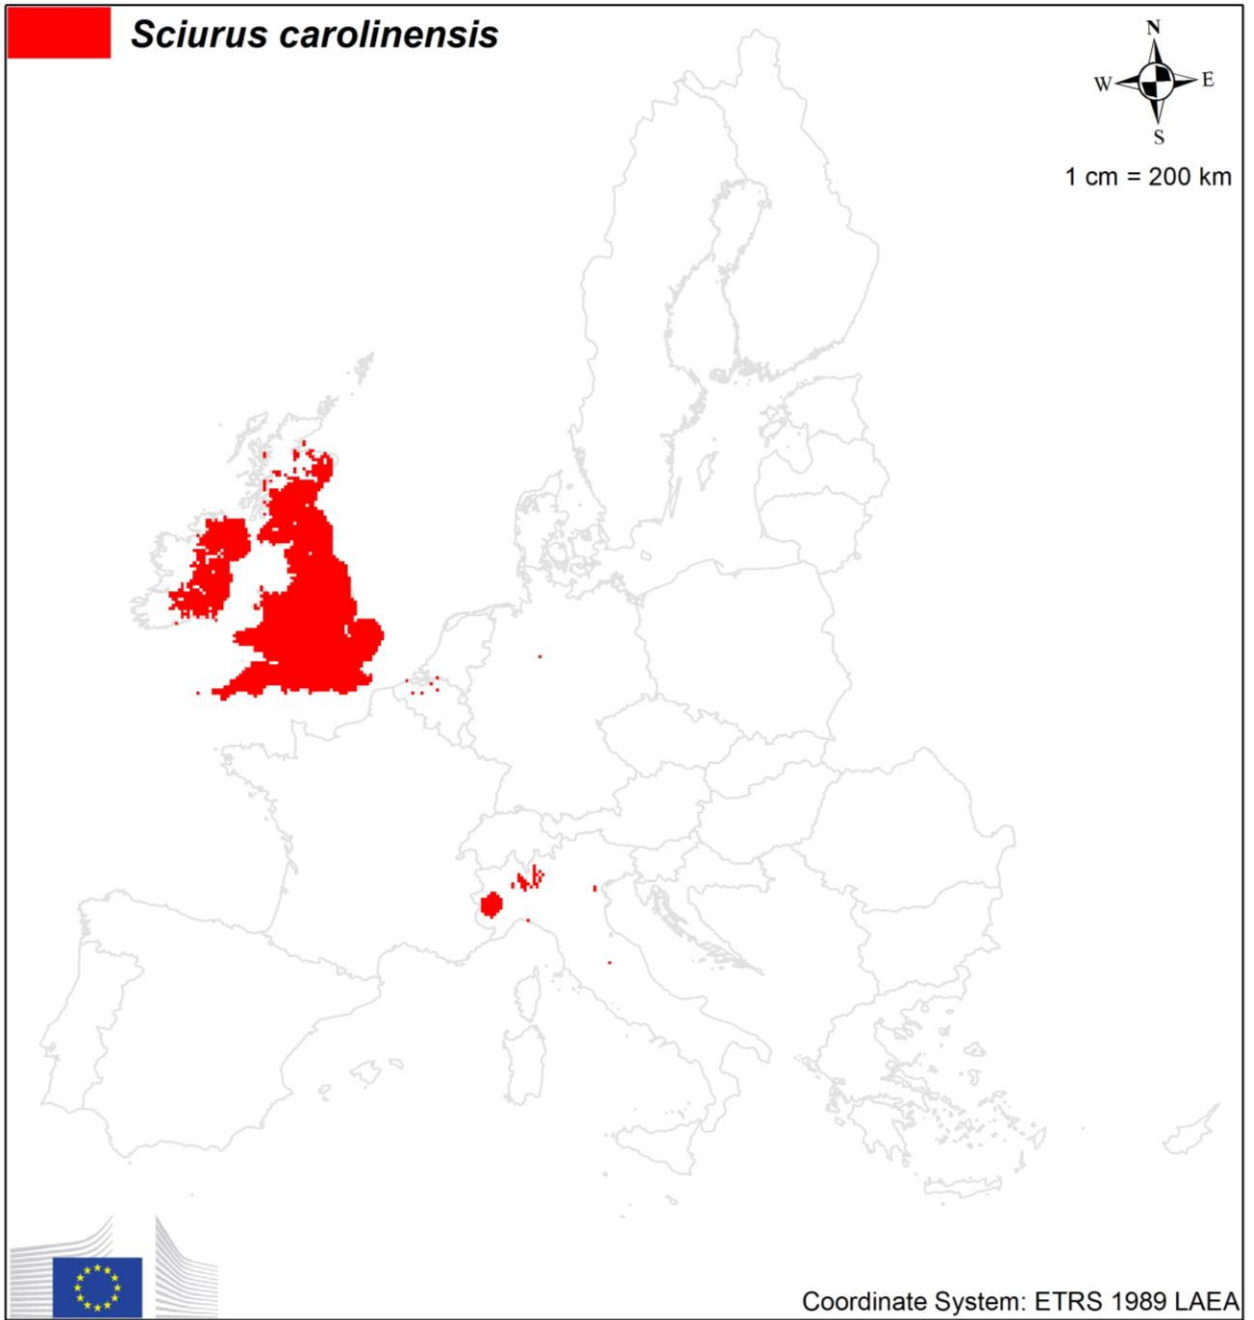 Sciurus carolinensis
N
W E
S
1 cm = 200 km
Coordinate System: ETRS 1989 LAEA